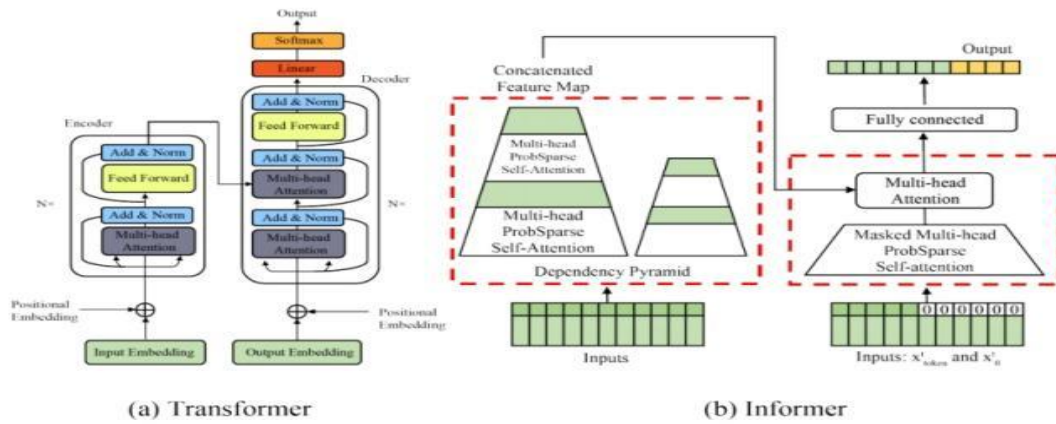 Output
Softmax
Linear
Decoder
Add & Norm
Feed Forward
Add & Norm
Multi-head
Attention
Add & Norm
Multi-head
Attention
N=
Encoder
Add & Norm
Feed Forward
Add & Norm
Multi-head
Attention
N=
Positional
Embedding
Positional
Embedding
Input Embedding
Output Embedding
(a) Transformer
Concatenated
Feature Map
Multi-head
ProbSparse
Self-Attention
Multi-head
ProbSparse
Self-Attention
Dependency Pyramid
Inputs
Output
Fully connected
Multi-head
Attention
Masked Multi-head
ProbSparse
Self-attention
0 0 0 0 0 0
Inputs: xᵗtoken and xᵗ0
(b) Informer